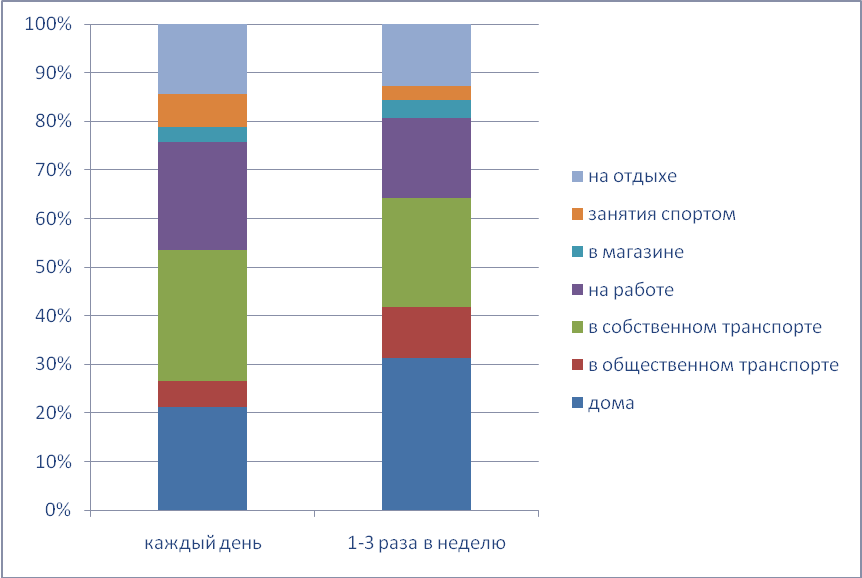 100%
90%
80%
70%
60%
50%
40%
30%
20%
10%
0%
каждый день
1-3 раза в неделю
на отдыхе
занятия спортом
в магазине
на работе
в собственном транспорте
в общественном транспорте
дома